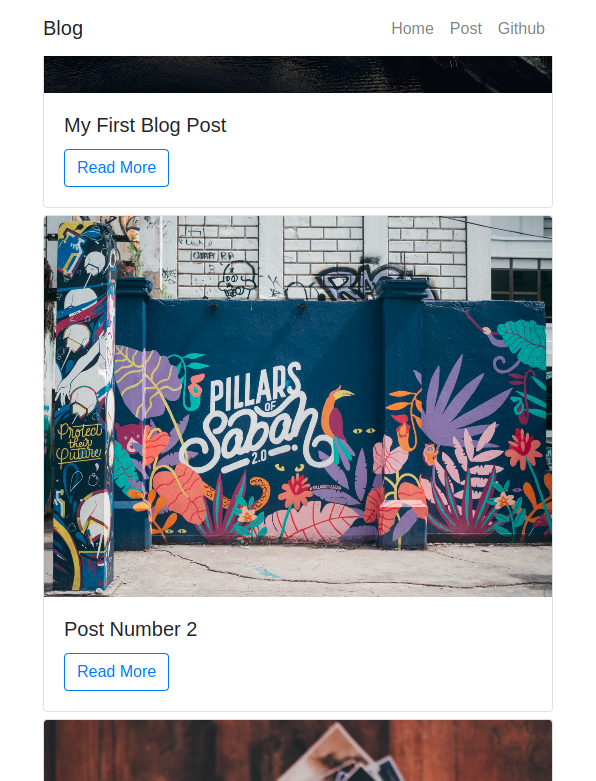 Blog
Home Post Github
My First Blog Post
Read More
PILLARS
OF
Sabah
2.0
Protect
their
Future
Post Number 2
Read More